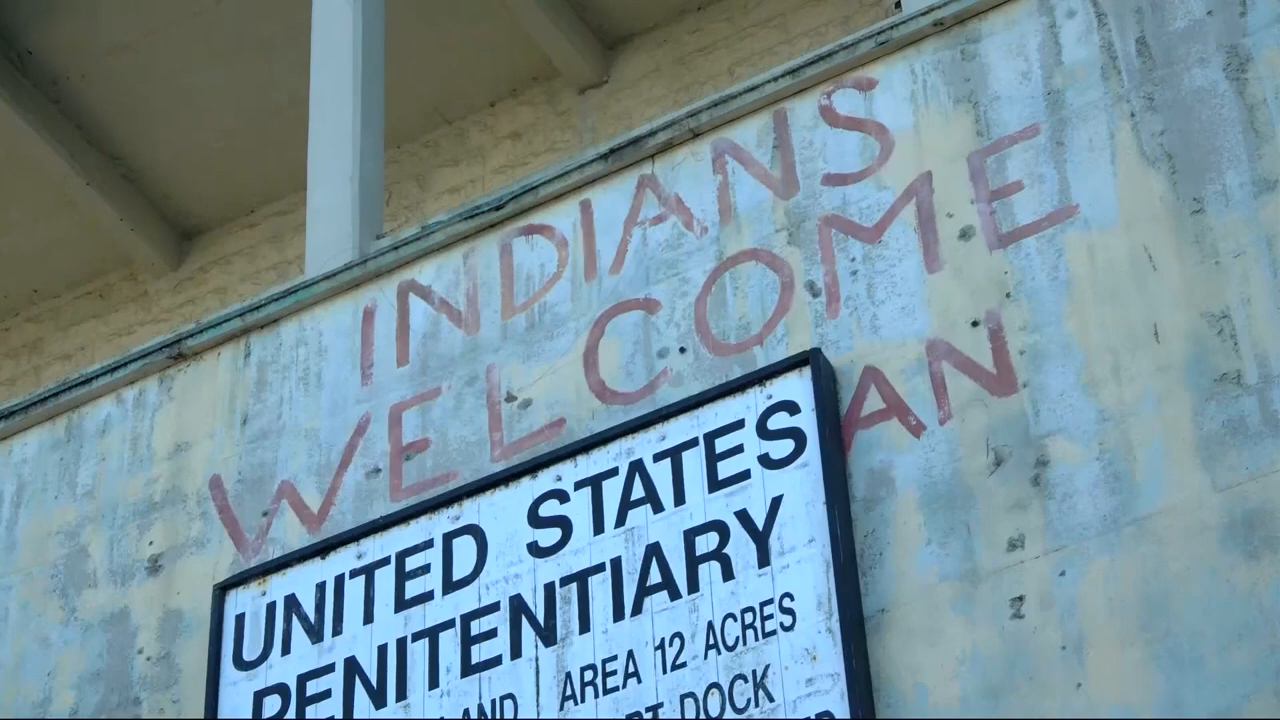 INDIANS
WELCOME
AN
UNITED STATES
PENITENTIARY
AREA 12 ACRES
DOCK